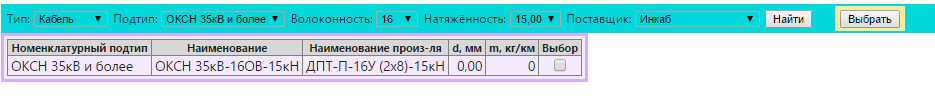 Тип: Кабель Подтип: ОКСН 35кВ и более Волоконность: 16 Натяжённость: 15,00 Поставщик: Инкаб Найти Выбрать
Номенклатурный подтип Наименование Наименование произ-ля d, мм m, кг/км Выбор
ОКСН 35кВ и более ОКСН 35кВ-16ОВ-15кН ДПТ-П-16У (2x8)-15кН 0,00 0